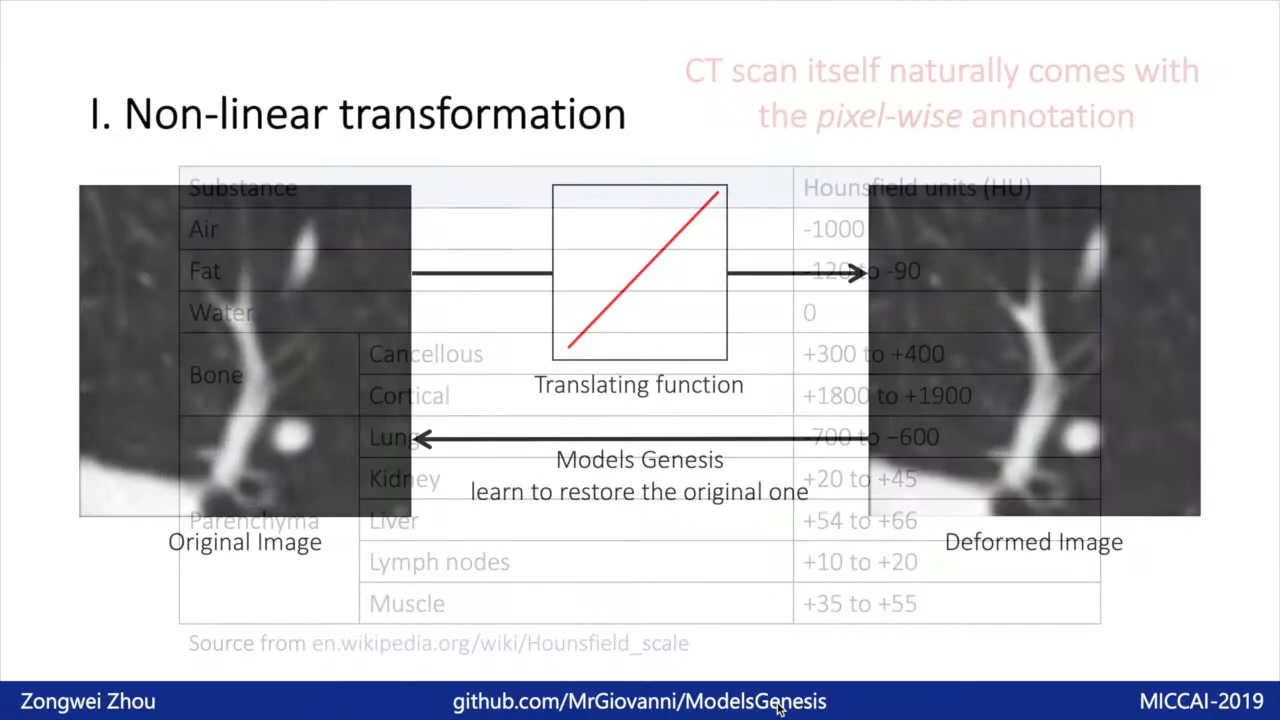 CT scan itself naturally comes with
the pixel-wise annotation
I. Non-linear transformation
Substance
Hounsfield units (HU)
Air
-1000
Fat
-120 to -90
Water
0
Bone
Cancellous
+300 to +400
Cortical
+1800 to +1900
Parenchyma
Lung
-700 to −600
Kidney
+20 to +45
Liver
+54 to +66
Lymph nodes
+10 to +20
Muscle
+35 to +55
Source from en.wikipedia.org/wiki/Hounsfield_scale
Translating function
Models Genesis
learn to restore the original one
Original Image
Deformed Image
Zongwei Zhou
github.com/MrGiovanni/ModelsGenesis
MICCAI-2019